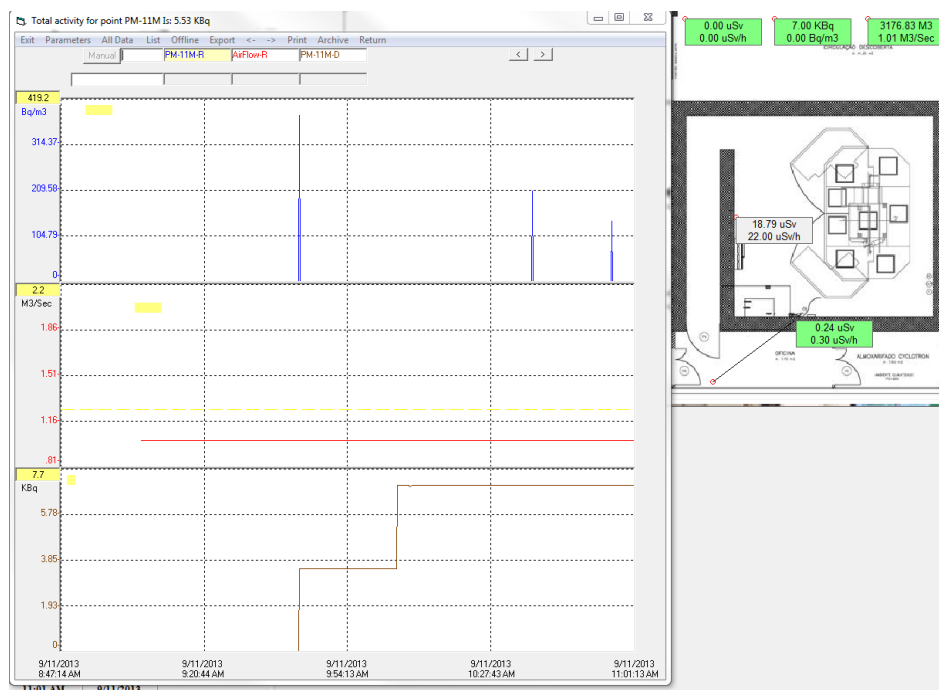 Total activity for point PM-11M Is: 5.53 KBq
Exit Parameters All Data List Offline Export <- -> Print Archive Return
Manual PM-11M-R AirFlow-R PM-11M-D < >
419.2
Bq/m3
314.37
209.58
104.79
0
2.2
M3/Sec
1.86
1.51
1.16
.81
7.7
KBq
5.78
3.85
1.93
0
9/11/2013 9/11/2013 9/11/2013 9/11/2013 9/11/2013
8:47:14 AM 9:20:44 AM 9:54:13 AM 10:27:43 AM 11:01:13 AM
11:01 AM 9/11/2013
0.00 uSv
0.00 uSv/h
7.00 KBq
0.00 Bq/m3
3176.83 M3
1.01 M3/Sec
CIRCULAÇÃO DESCOBERTA
18.79 uSv
22.00 uSv/h
0.24 uSv
0.30 uSv/h
OFICINA
ALMOXARIFADO CYCLOTRON